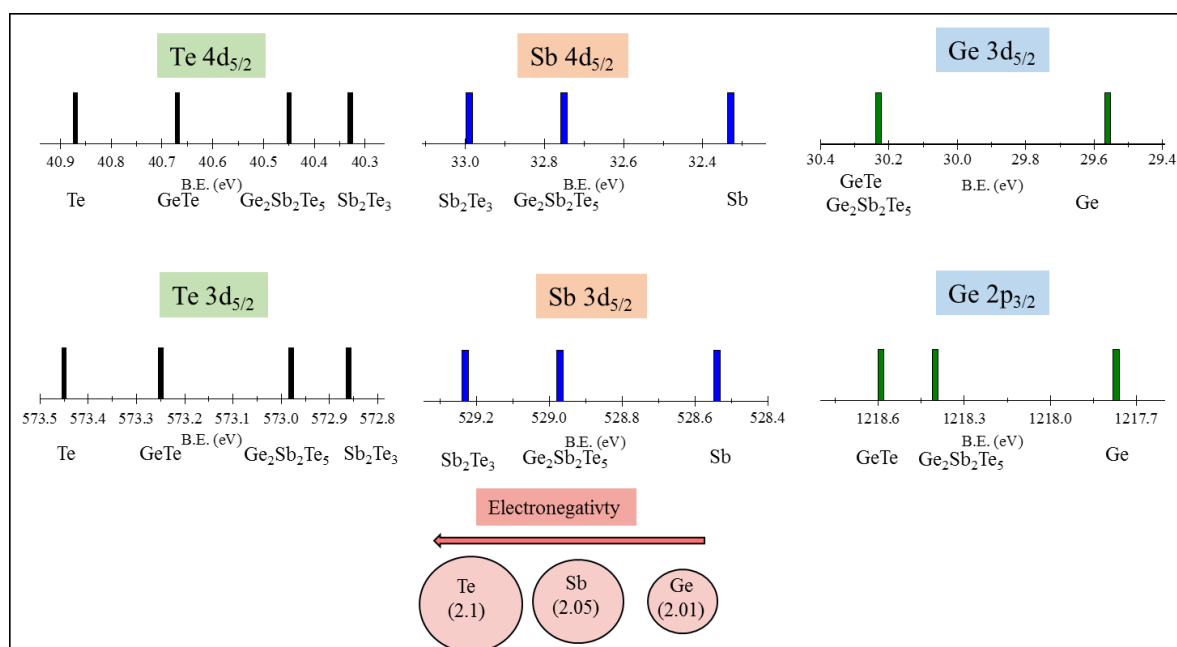 Te 4d5/2
Sb 4d5/2
Ge 3d5/2
40.9 40.8 40.7 40.6 40.5 40.4 40.3
33.0 32.8 32.6 32.4
30.4 30.2 30.0 29.8 29.6 29.4
B.E. (eV)
B.E. (eV)
B.E. (eV)
Te GeTe Ge2Sb2Te5 Sb2Te3
Sb2Te3 Ge2Sb2Te5 Sb
GeTe
Ge2Sb2Te5
Ge
Te 3d5/2
Sb 3d5/2
Ge 2p3/2
573.5 573.4 573.3 573.2 573.1 573.0 572.9 572.8
529.2 529.0 528.8 528.6 528.4
1218.6 1218.3 1218.0 1217.7
B.E. (eV)
B.E. (eV)
B.E. (eV)
Te GeTe Ge2Sb2Te5 Sb2Te3
Sb2Te3 Ge2Sb2Te5 Sb
GeTe Ge2Sb2Te5 Ge
Electronegativty
Te
(2.1)
Sb
(2.05)
Ge
(2.01)